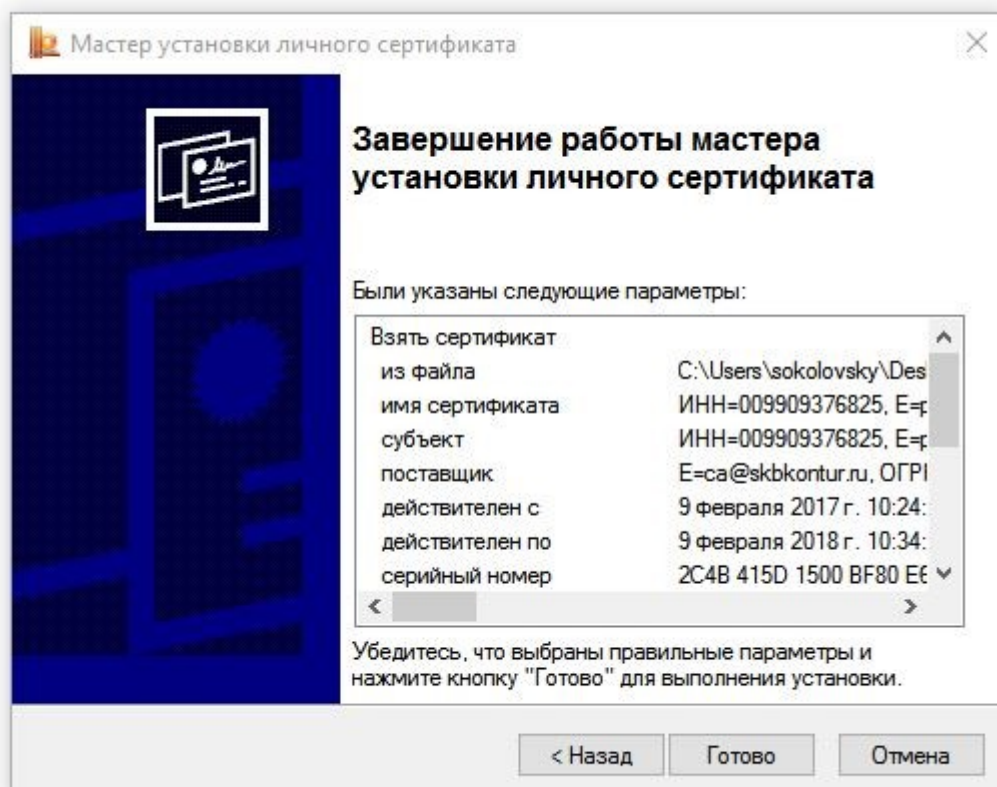 Мастер установки личного сертификата
Завершение работы мастера
установки личного сертификата
Были указаны следующие параметры:
Взять сертификат
из файла C:\Users\sokolovsky\Des
имя сертификата ИНН=009909376825, E=p
субъект ИНН=009909376825, E=p
поставщик E=ca@skbkontur.ru, ОГРН
действителен с 9 февраля 2017 г. 10:24:
действителен по 9 февраля 2018 г. 10:34:
серийный номер 2C4B 415D 1500 BF80 E6
Убедитесь, что выбраны правильные параметры и
нажмите кнопку "Готово" для выполнения установки.
< Назад Готово Отмена